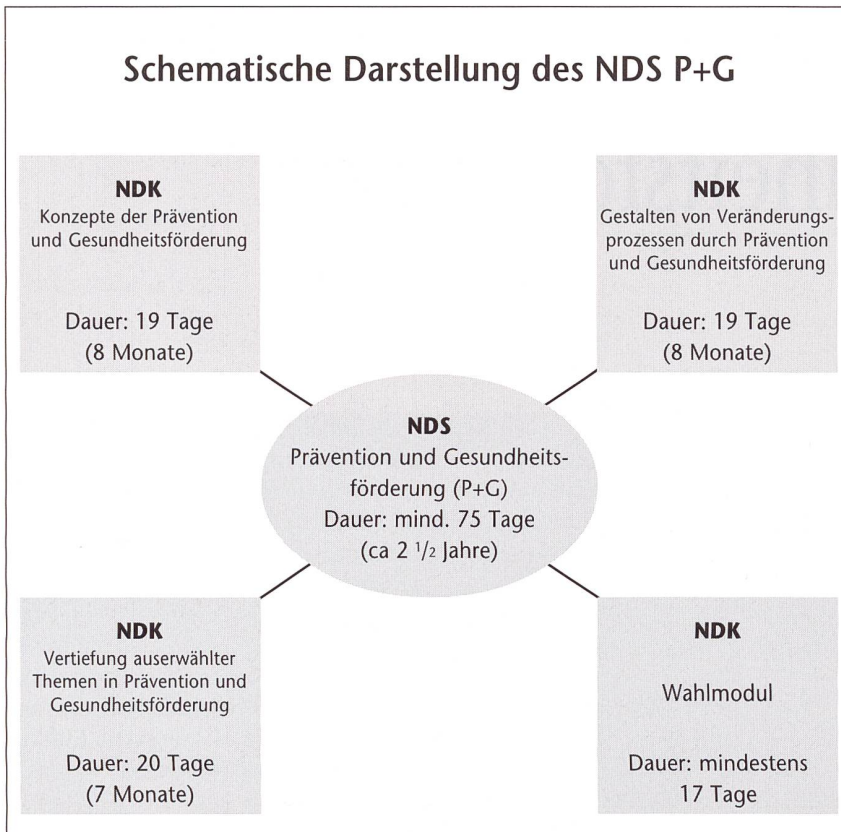 Schematische Darstellung des NDS P+G
NDK
Konzepte der Prävention
und Gesundheitsförderung
Dauer: 19 Tage
(8 Monate)
NDK
Gestalten von Veränderungs-
prozessen durch Prävention
und Gesundheitsförderung
Dauer: 19 Tage
(8 Monate)
NDS
Prävention und Gesundheits-
förderung (P+G)
Dauer: mind. 75 Tage
(ca 2 1/2 Jahre)
NDK
Vertiefung auserwählter
Themen in Prävention und
Gesundheitsförderung
Dauer: 20 Tage
(7 Monate)
NDK
Wahlmodul
Dauer: mindestens
17 Tage